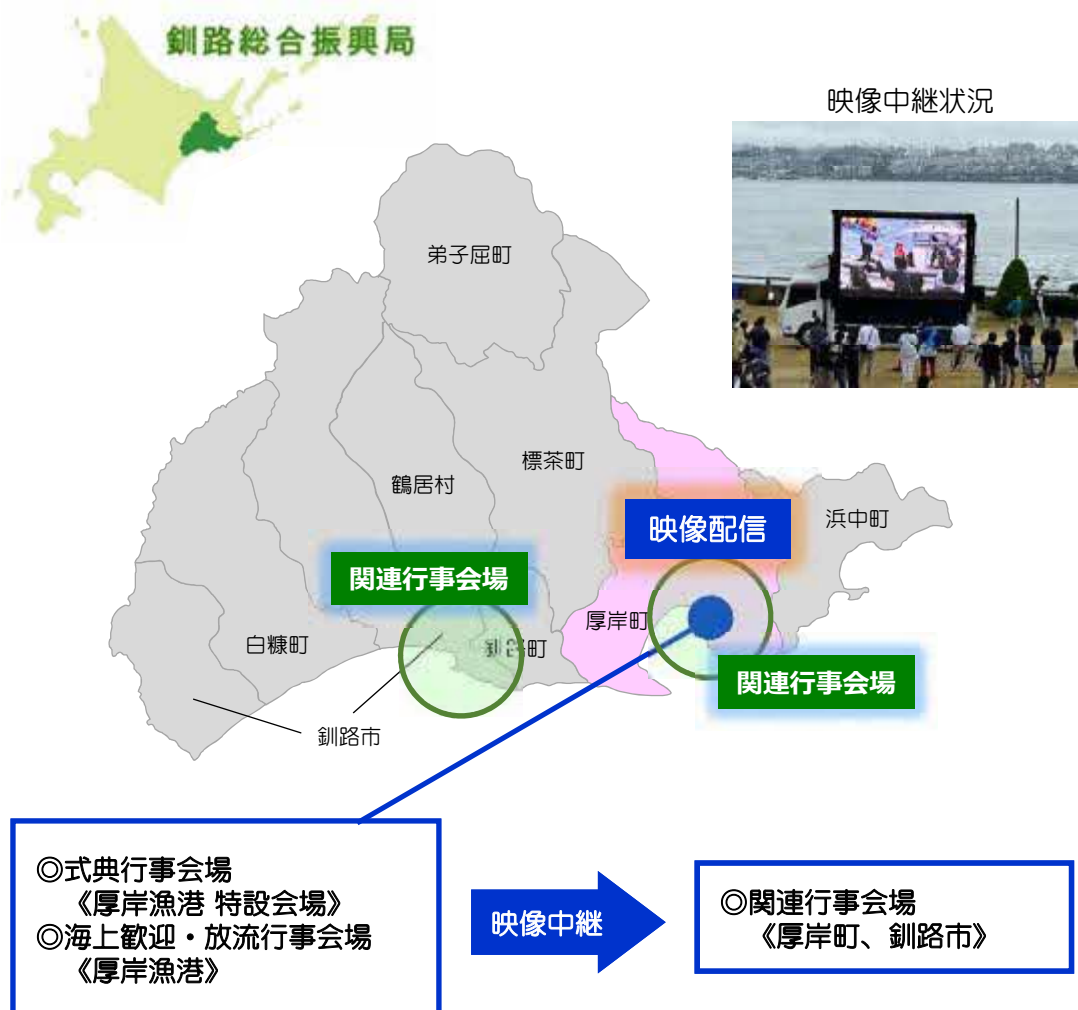 釧路総合振興局
映像中継状況
弟子屈町
標茶町
鶴居村
浜中町
映像配信
関連行事会場
厚岸町
白糠町
釧路町
関連行事会場
釧路市
◎式典行事会場
《厚岸漁港 特設会場》
◎海上歓迎・放流行事会場
《厚岸漁港》
映像中継
◎関連行事会場
《厚岸町、釧路市》